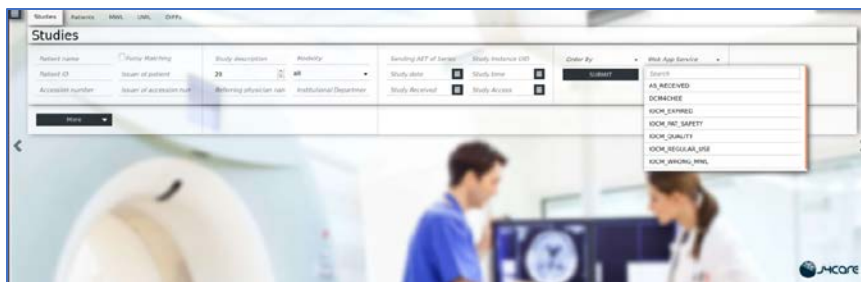 Studies Patients MWL UWL Diffs
Studies
Patient name Fuzzy Matching Study description Modality Sending AET of Series Study Instance UID Order By Web App Service
Patient ID Issuer of patient 20 all Study date Study time SUBMIT Search
Accession number Issuer of accession num Referring physician nam Institutional Departmer Study Received Study Access AS_RECEIVED
DCM4CHEE
IOCM_EXPIRED
More IOCM_PAT_SAFETY
IOCM_QUALITY
IOCM_REGULAR_USE
IOCM_WRONG_MWL
J4care